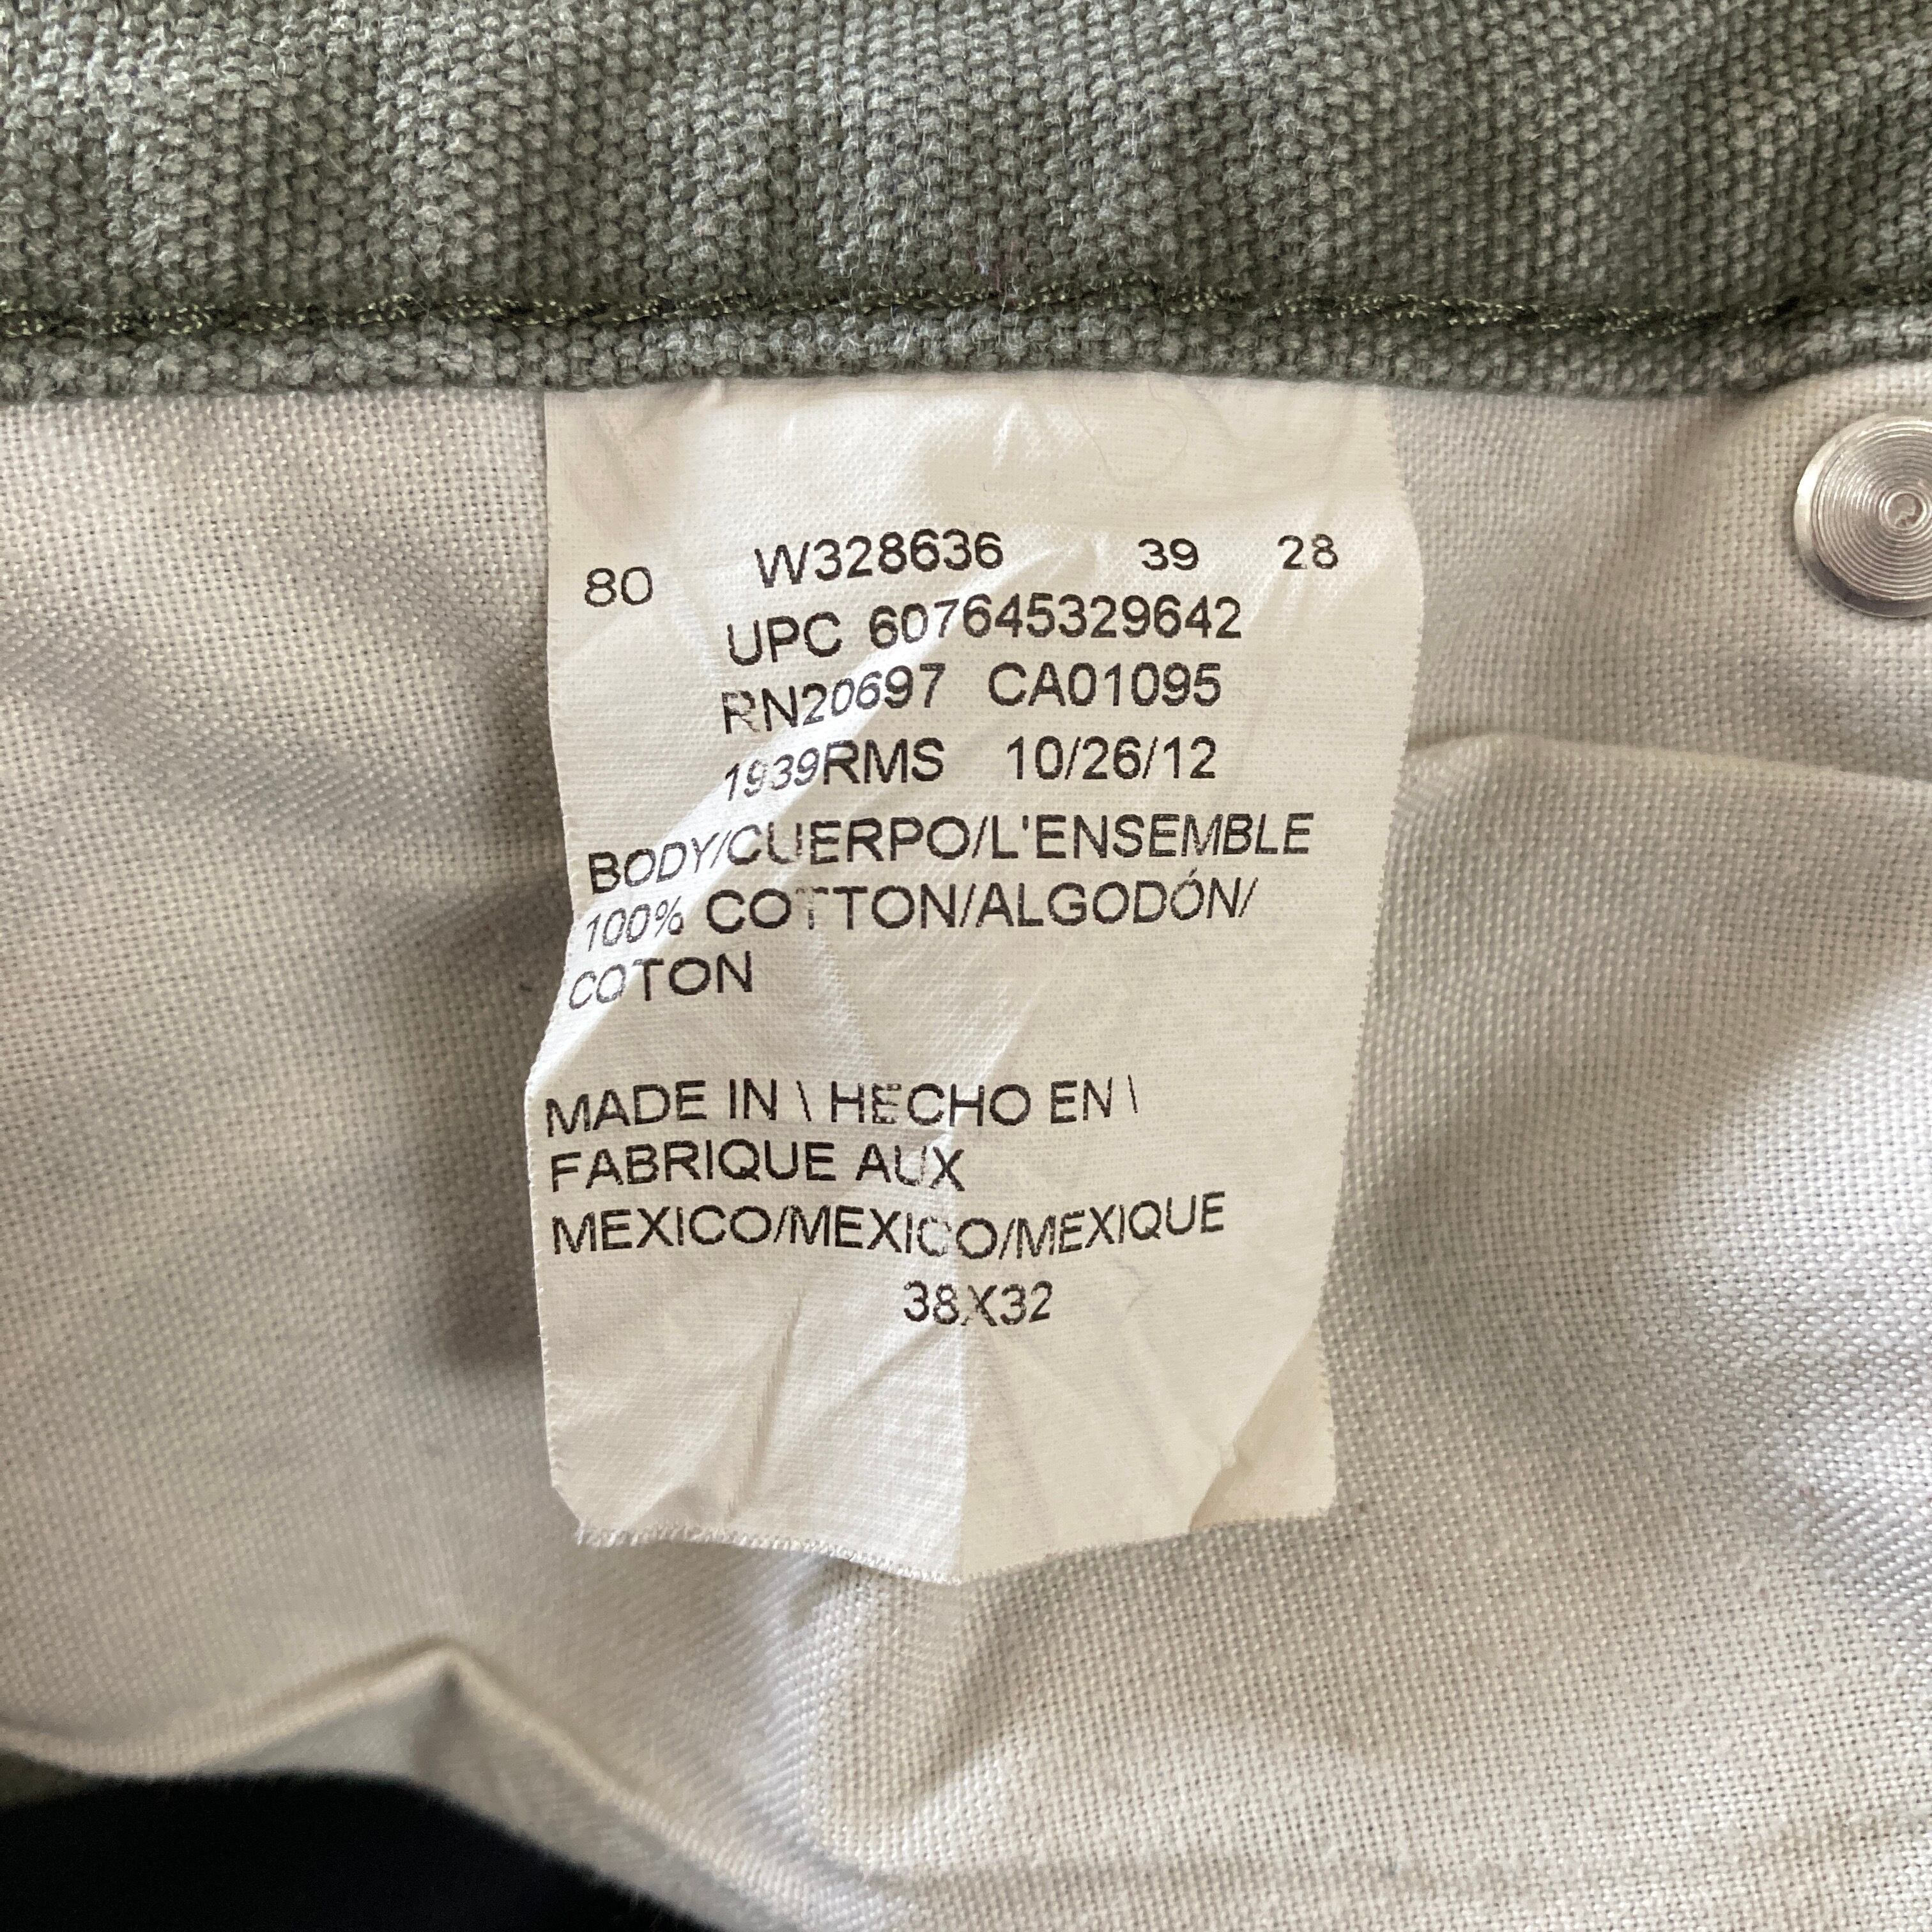 80 W328636 39 28
UPC 607645329642
RN20697 CA01095
1939RMS 10/26/12
BODY/CUERPO/L'ENSEMBLE
100% COTTON/ALGODÓN/
COTON
MADE IN \ HECHO EN \
FABRIQUE AUX
MEXICO/MEXICO/MEXIQUE
38X32